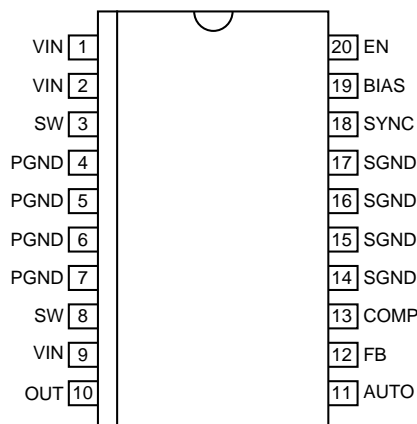 VIN 1 20 EN
VIN 2 19 BIAS
SW 3 18 SYNC
PGND 4 17 SGND
PGND 5 16 SGND
PGND 6 15 SGND
PGND 7 14 SGND
SW 8 13 COMP
VIN 9 12 FB
OUT 10 11 AUTO